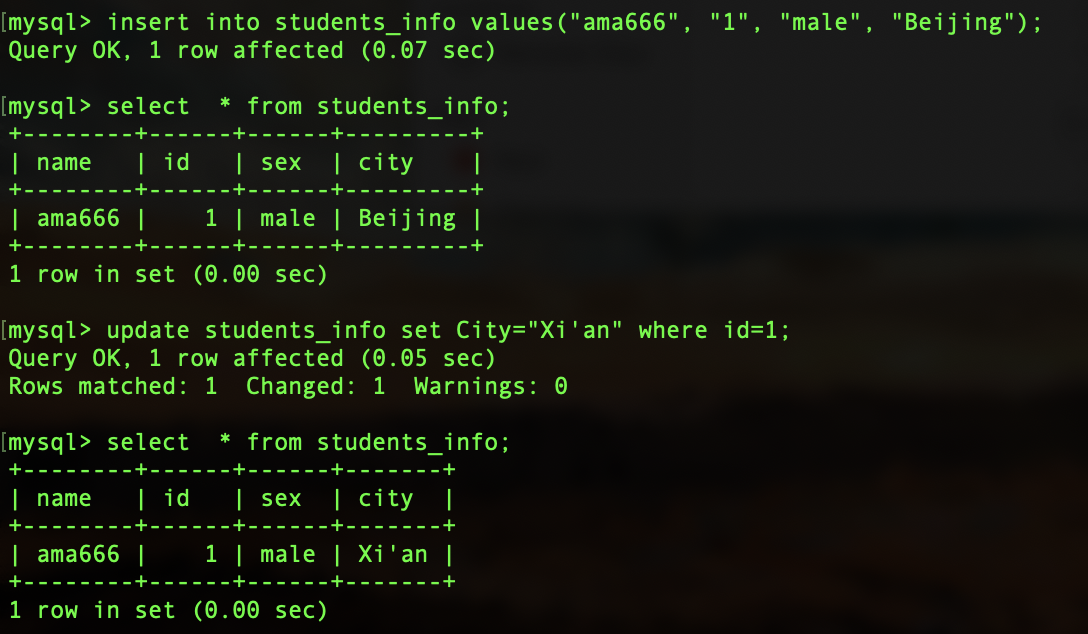 [mysql> insert into students_info values("ama666", "1", "male", "Beijing");
Query OK, 1 row affected (0.07 sec)
[mysql> select  * from students_info;
+--------+------+------+---------+
| name   | id   | sex  | city    |
+--------+------+------+---------+
| ama666 |    1 | male | Beijing |
+--------+------+------+---------+
1 row in set (0.00 sec)
[mysql> update students_info set City="Xi'an" where id=1;
Query OK, 1 row affected (0.05 sec)
Rows matched: 1  Changed: 1  Warnings: 0
[mysql> select  * from students_info;
+--------+------+------+-------+
| name   | id   | sex  | city  |
+--------+------+------+-------+
| ama666 |    1 | male | Xi'an |
+--------+------+------+-------+
1 row in set (0.00 sec)